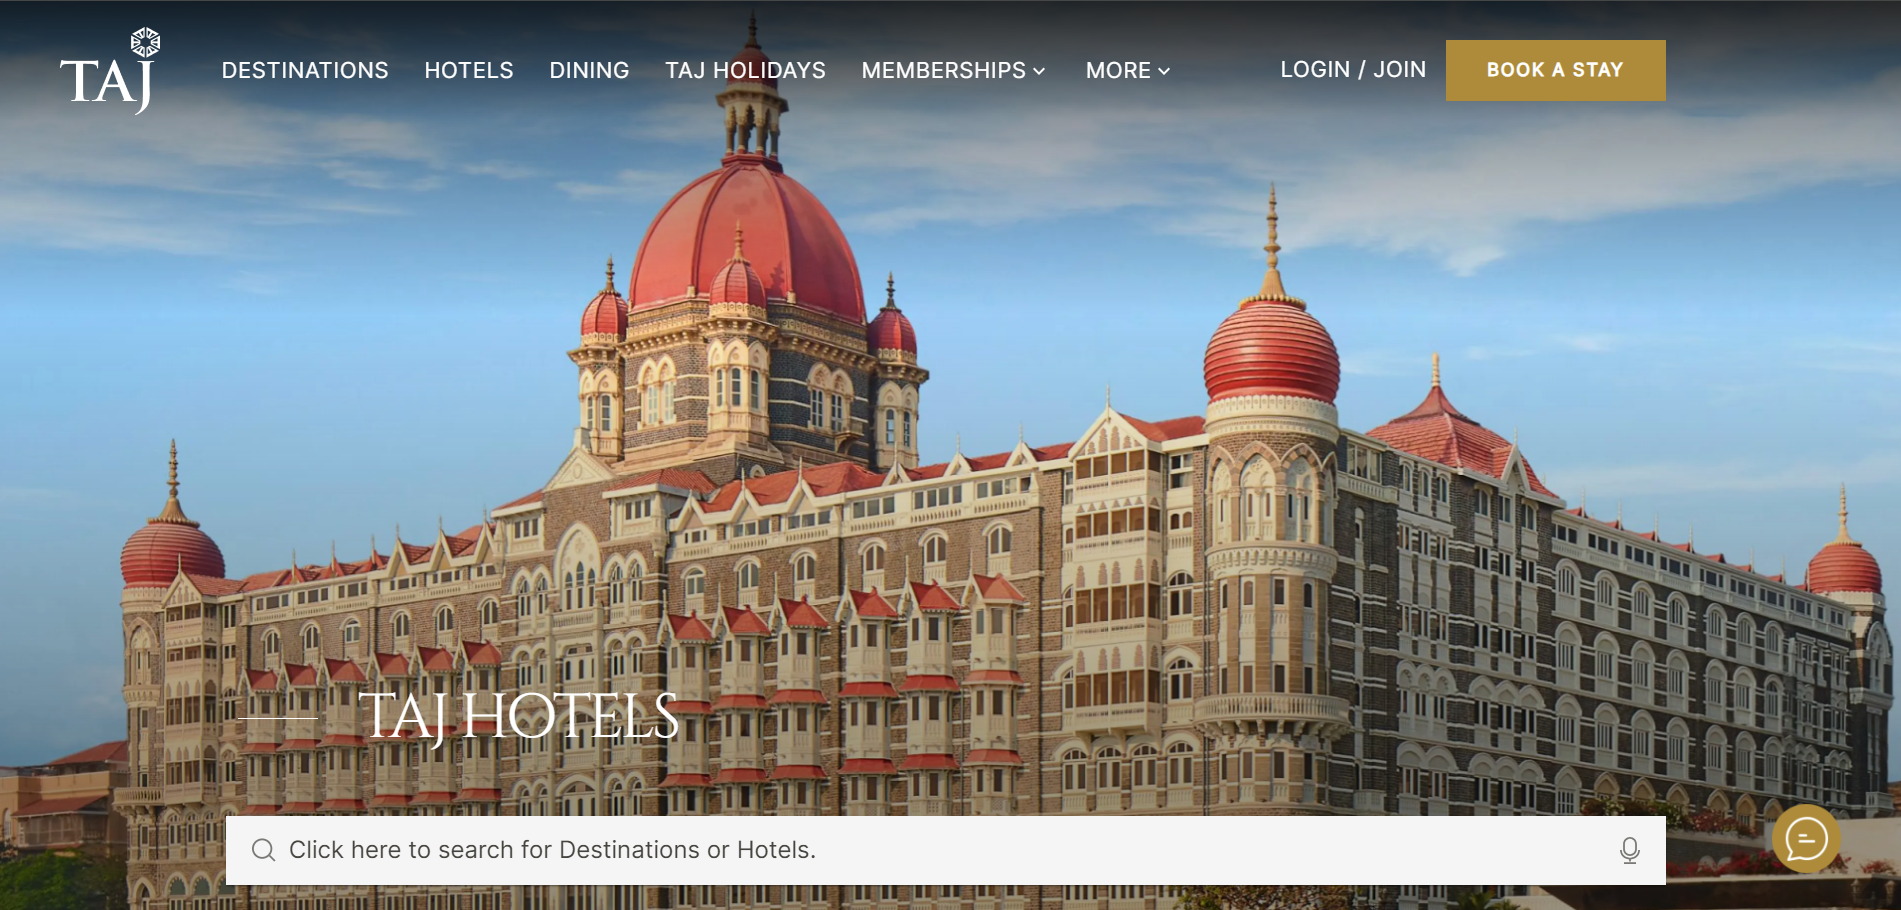 TAJ
DESTINATIONS HOTELS DINING TAJ HOLIDAYS MEMBERSHIPS MORE LOGIN / JOIN BOOK A STAY
TAJ HOTELS
Click here to search for Destinations or Hotels.